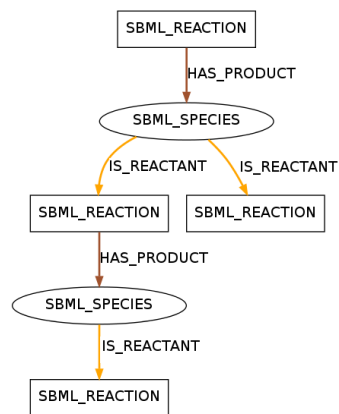 SBML_REACTION
HAS_PRODUCT
SBML_SPECIES
IS_REACTANT
IS_REACTANT
SBML_REACTION
SBML_REACTION
HAS_PRODUCT
SBML_SPECIES
IS_REACTANT
SBML_REACTION